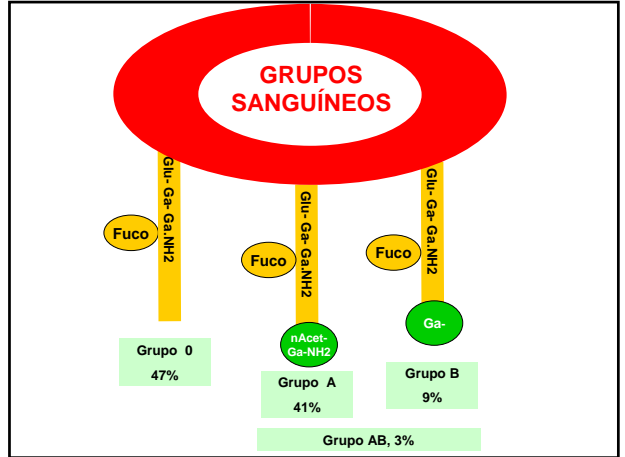 GRUPOS
SANGUÍNEOS
Glu- Ga- Ga.NH2
Fuco
Glu- Ga- Ga.NH2
Fuco
nAcet-
Ga-NH2
Glu- Ga- Ga.NH2
Fuco
Ga-
Grupo 0
47%
Grupo A
41%
Grupo B
9%
Grupo AB, 3%